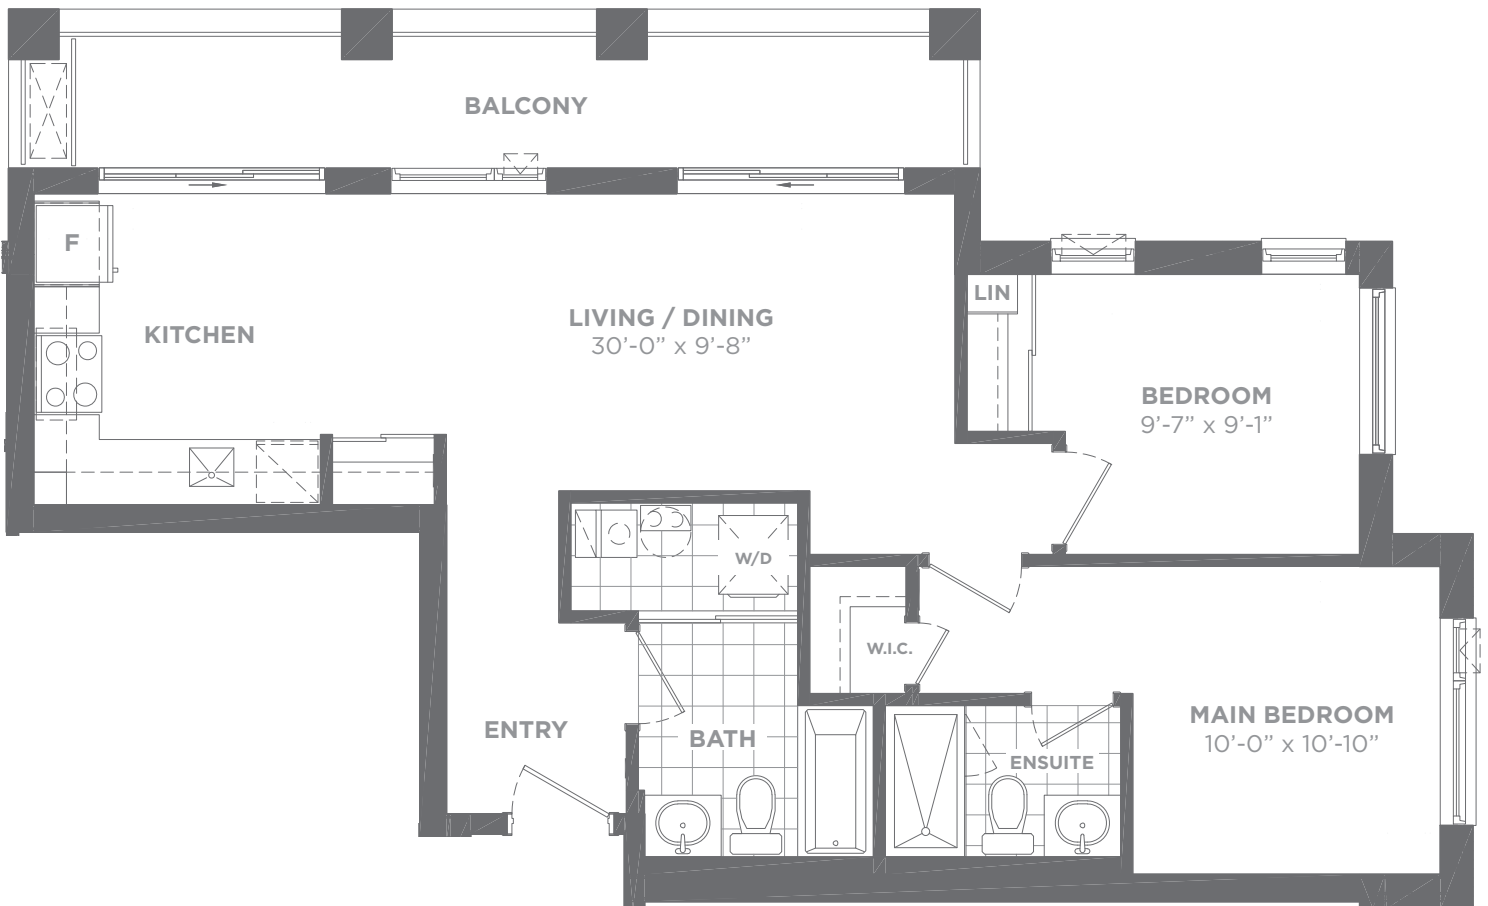 BALCONY
F
LIN
KITCHEN
LIVING / DINING
30’-0” x 9’-8”
BEDROOM
9’-7” x 9’-1”
W/D
W.I.C.
ENTRY
BATH
ENSUITE
MAIN BEDROOM
10’-0” x 10’-10”